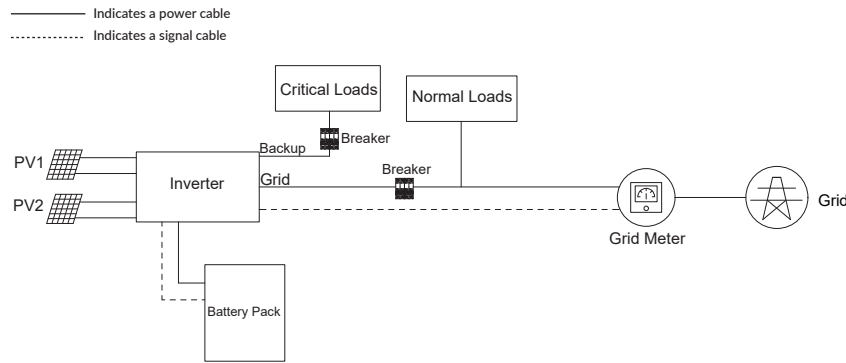 Indicates a power cable
Indicates a signal cable
Critical Loads
Normal Loads
Breaker
Backup
PV1
Breaker
Inverter
Grid
PV2
Grid
Grid Meter
Battery Pack